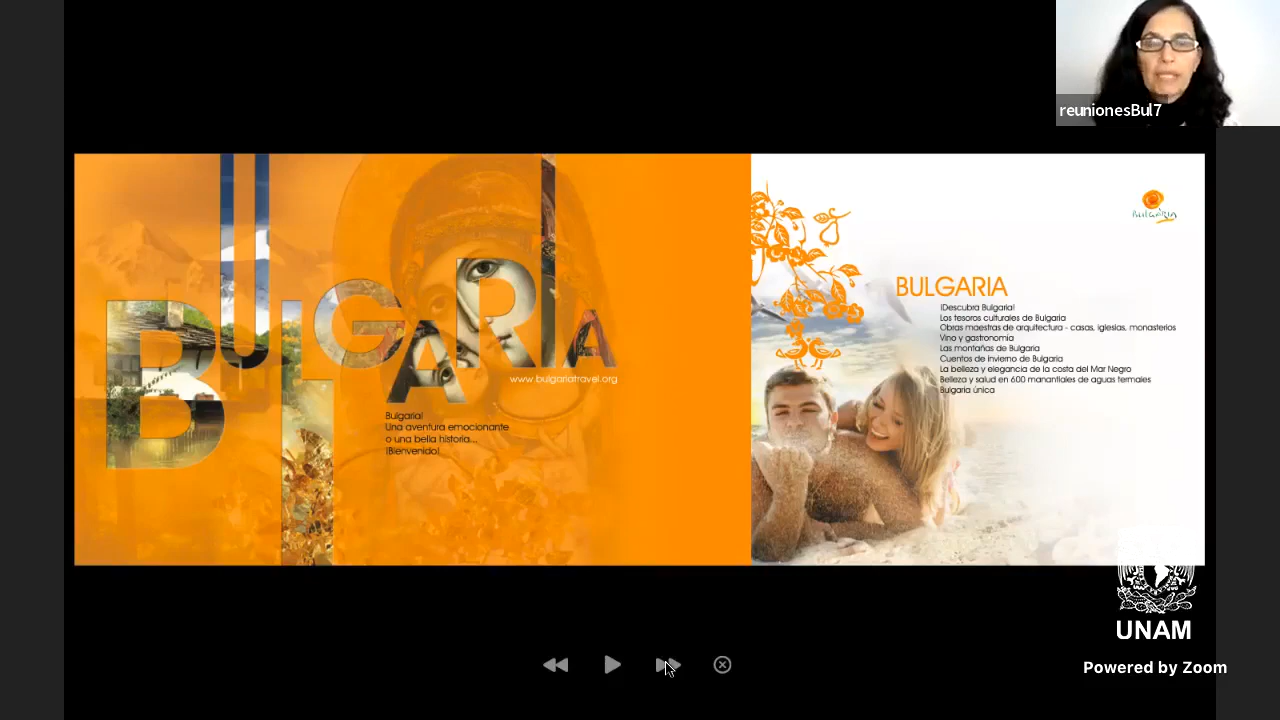 reunionesBul7
BULGARIA
www.bulgariatravel.org
Bulgaria!
Una aventura emocionante
o una bella historia...
¡Bienvenido!
Bulgaria
BULGARIA
¡Descubra Bulgaria!
Los tesoros culturales de Bulgaria
Obras maestras de arquitectura - casas, iglesias, monasterios
Vino y gastronomía
Las montañas de Bulgaria
Cuentos de invierno de Bulgaria
La belleza y elegancia de la costa del Mar Negro
Belleza y salud en 600 manantiales de aguas termales
Bulgaria única
UNAM
Powered by Zoom